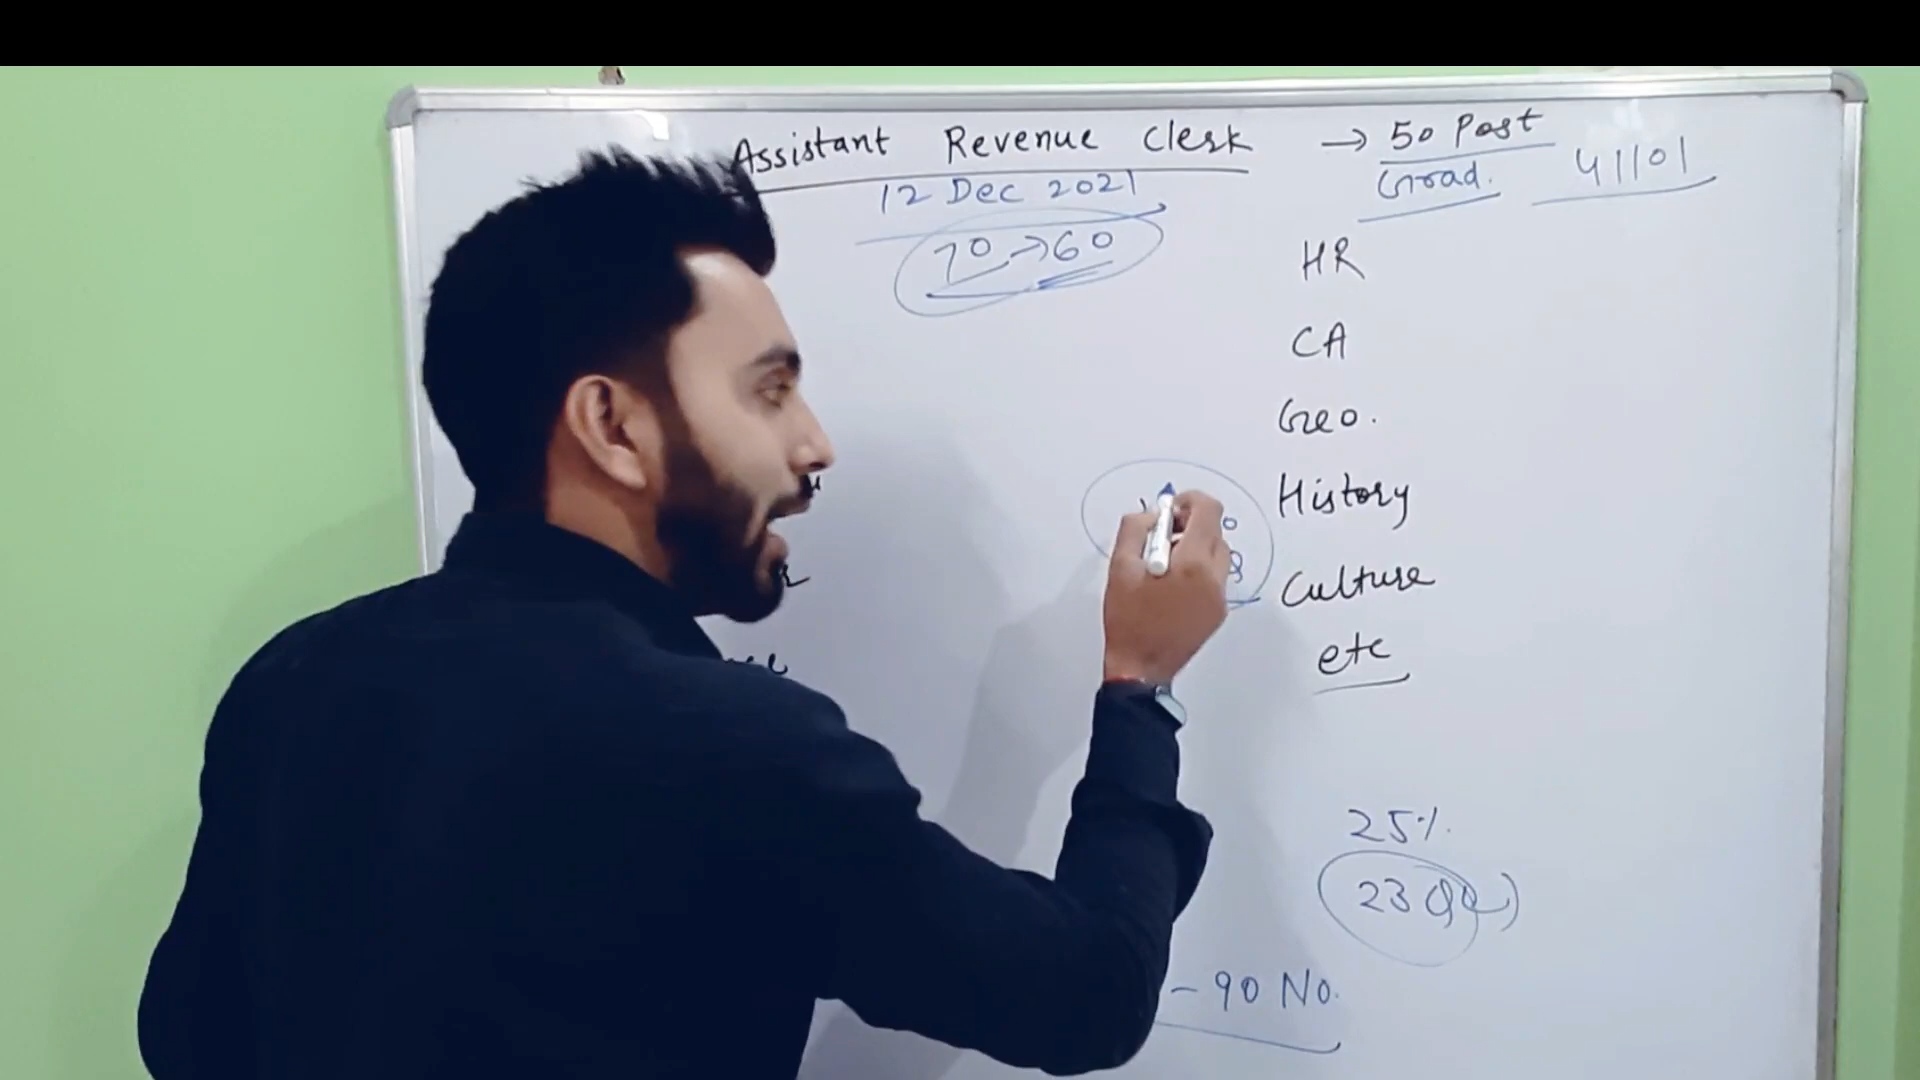 Assistant Revenue Clerk → 50 Post
12 Dec 2021
Grad. 41101
70 → 60
HR
CA
Geo.
History
Culture
etc
25%
23 Q
- 90 No.